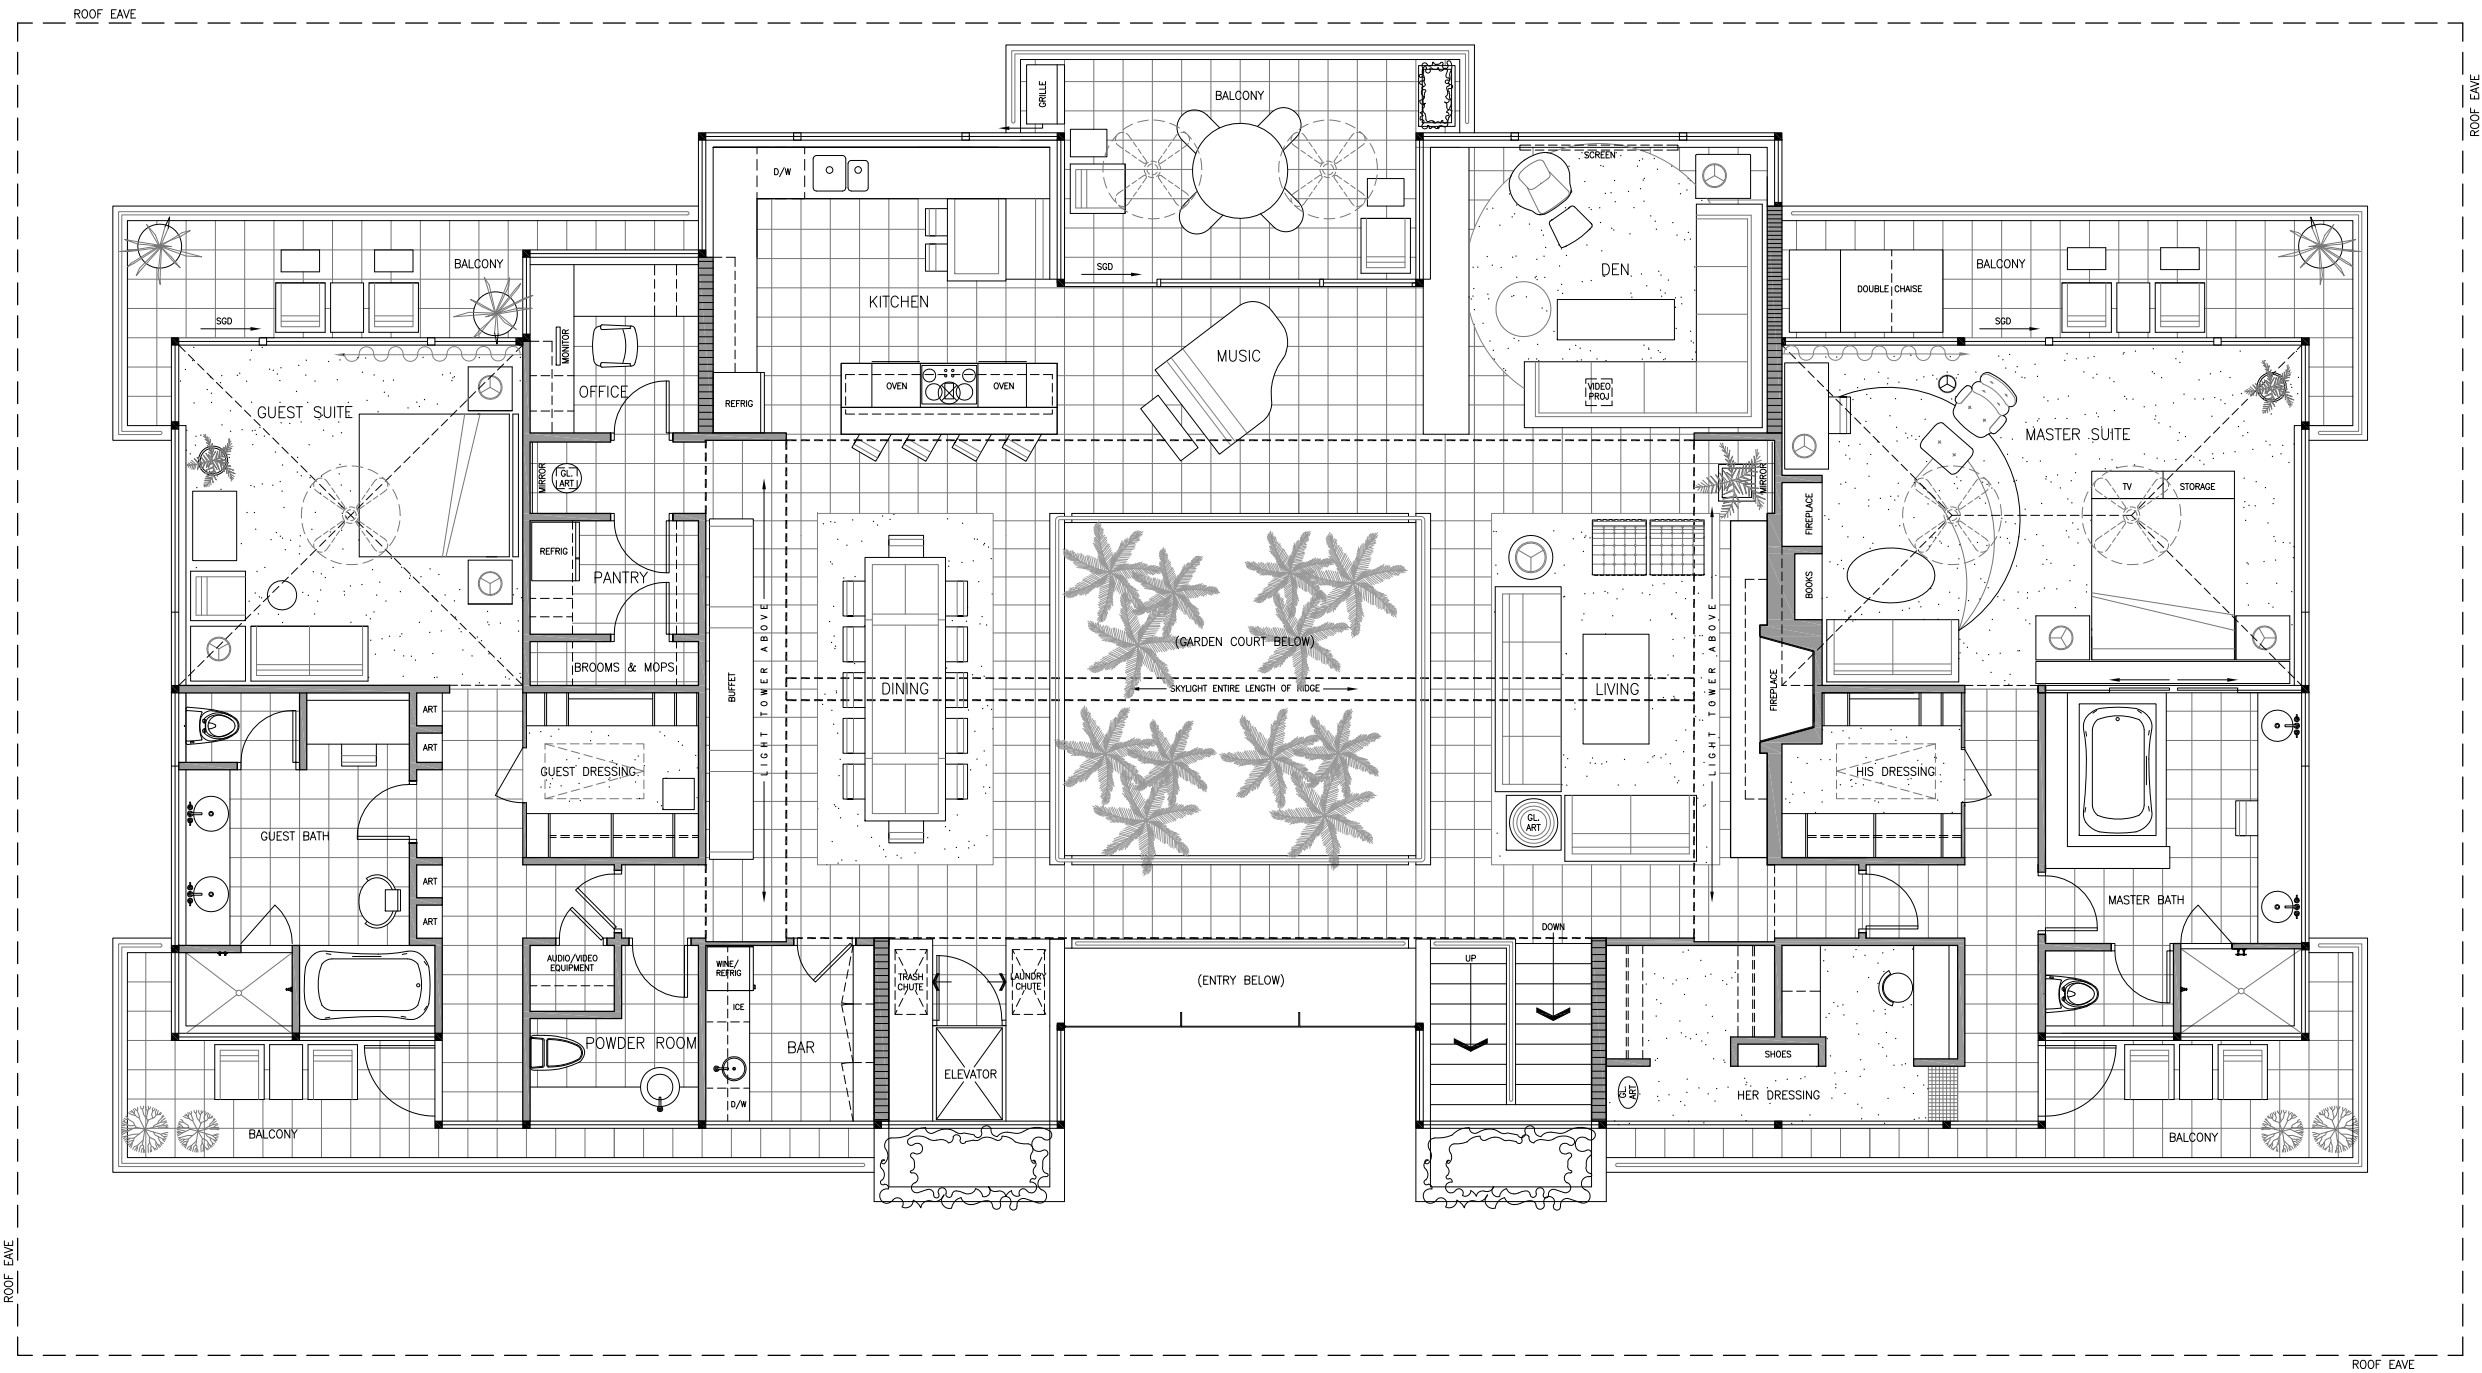 ROOF EAVE
ROOF EAVE
GRILLE
BALCONY
SCREEN
D/W
BALCONY
SGD
DEN
BALCONY
SGD
DOUBLE CHAISE
SGD
MONITOR
OFFICE
KITCHEN
MUSIC
OVEN
OVEN
REFRIG
VIDEO
PROJ
GUEST SUITE
MASTER SUITE
MIRROR
GL.
ART
MIRROR
TV
STORAGE
FIREPLACE
REFRIG
PANTRY
BOOKS
BROOMS & MOPS
BUFFET
LIGHT TOWER ABOVE
DINING
(GARDEN COURT BELOW)
SKYLIGHT ENTIRE LENGTH OF RIDGE
LIVING
LIGHT TOWER ABOVE
FIREPLACE
ART
ART
GUEST DRESSING
HIS DRESSING
GUEST BATH
GL.
ART
ART
ART
MASTER BATH
DOWN
UP
AUDIO/VIDEO
EQUIPMENT
WINE/
REFRIG
TRASH
CHUTE
LAUNDRY
CHUTE
(ENTRY BELOW)
ICE
POWDER ROOM
BAR
SHOES
ELEVATOR
D/W
GL.
ART
HER DRESSING
BALCONY
BALCONY
ROOF EAVE
ROOF EAVE